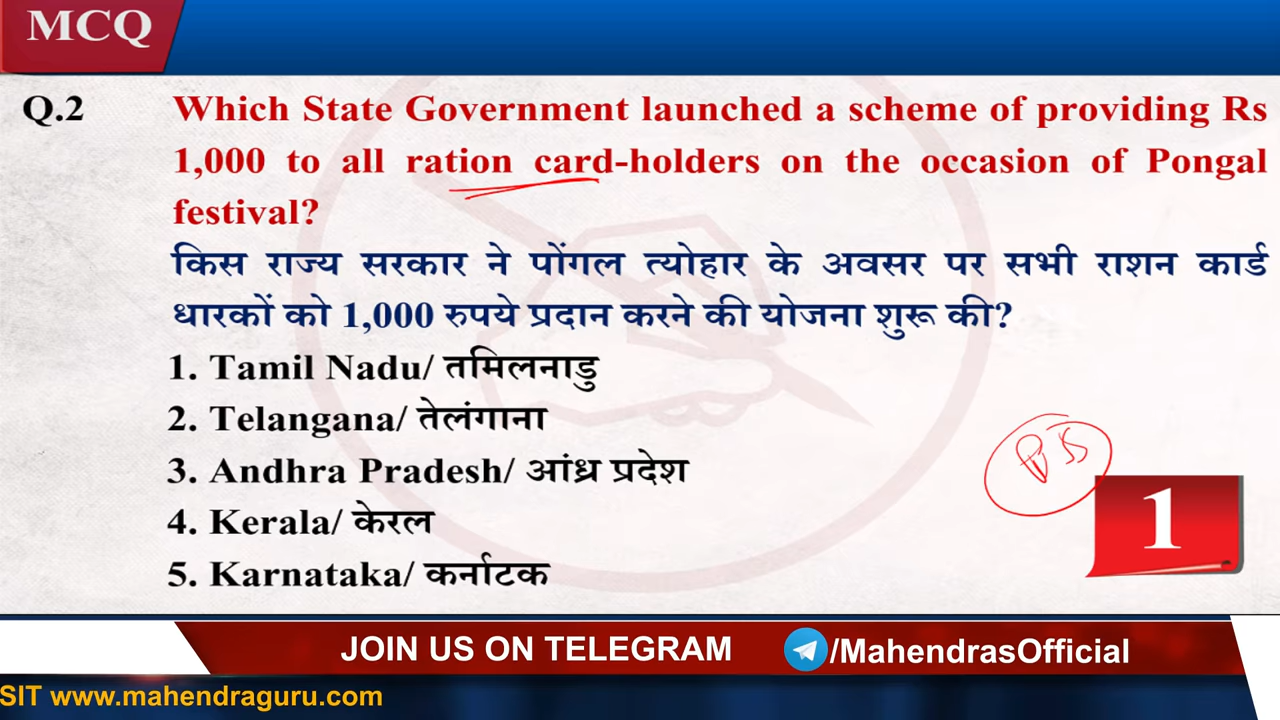 MCQ
Q.2 Which State Government launched a scheme of providing Rs
1,000 to all ration card-holders on the occasion of Pongal
festival?
किस राज्य सरकार ने पोंगल त्योहार के अवसर पर सभी राशन कार्ड
धारकों को 1,000 रुपये प्रदान करने की योजना शुरू की?
1. Tamil Nadu/ तमिलनाडु
2. Telangana/ तेलंगाना
3. Andhra Pradesh/ आंध्र प्रदेश
4. Kerala/ केरल
5. Karnataka/ कर्नाटक
1
JOIN US ON TELEGRAM /MahendrasOfficial
SIT www.mahendraguru.com